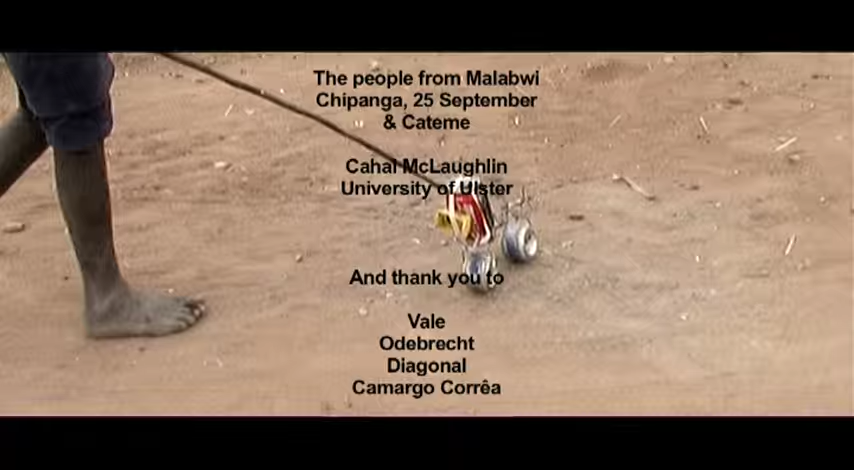 The people from Malabwi
Chipanga, 25 September
& Cateme
Cahal McLaughlin
University of Ulster
And thank you to
Vale
Odebrecht
Diagonal
Camargo Corrêa